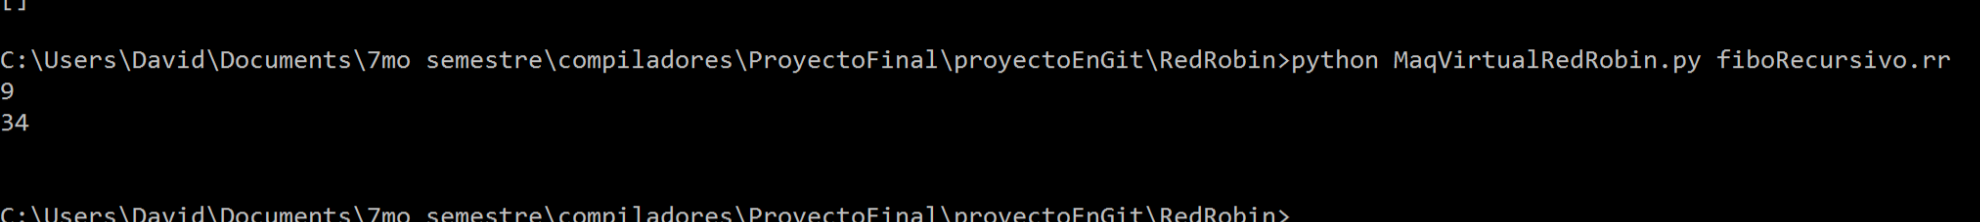 []
C:\Users\David\Documents\7mo semestre\compiladores\ProyectoFinal\proyectoEnGit\RedRobin>python MaqVirtualRedRobin.py fiboRecursivo.rr
9
34
C:\Users\David\Documents\7mo semestre\compiladores\ProyectoFinal\proyectoEnGit\RedRobin>